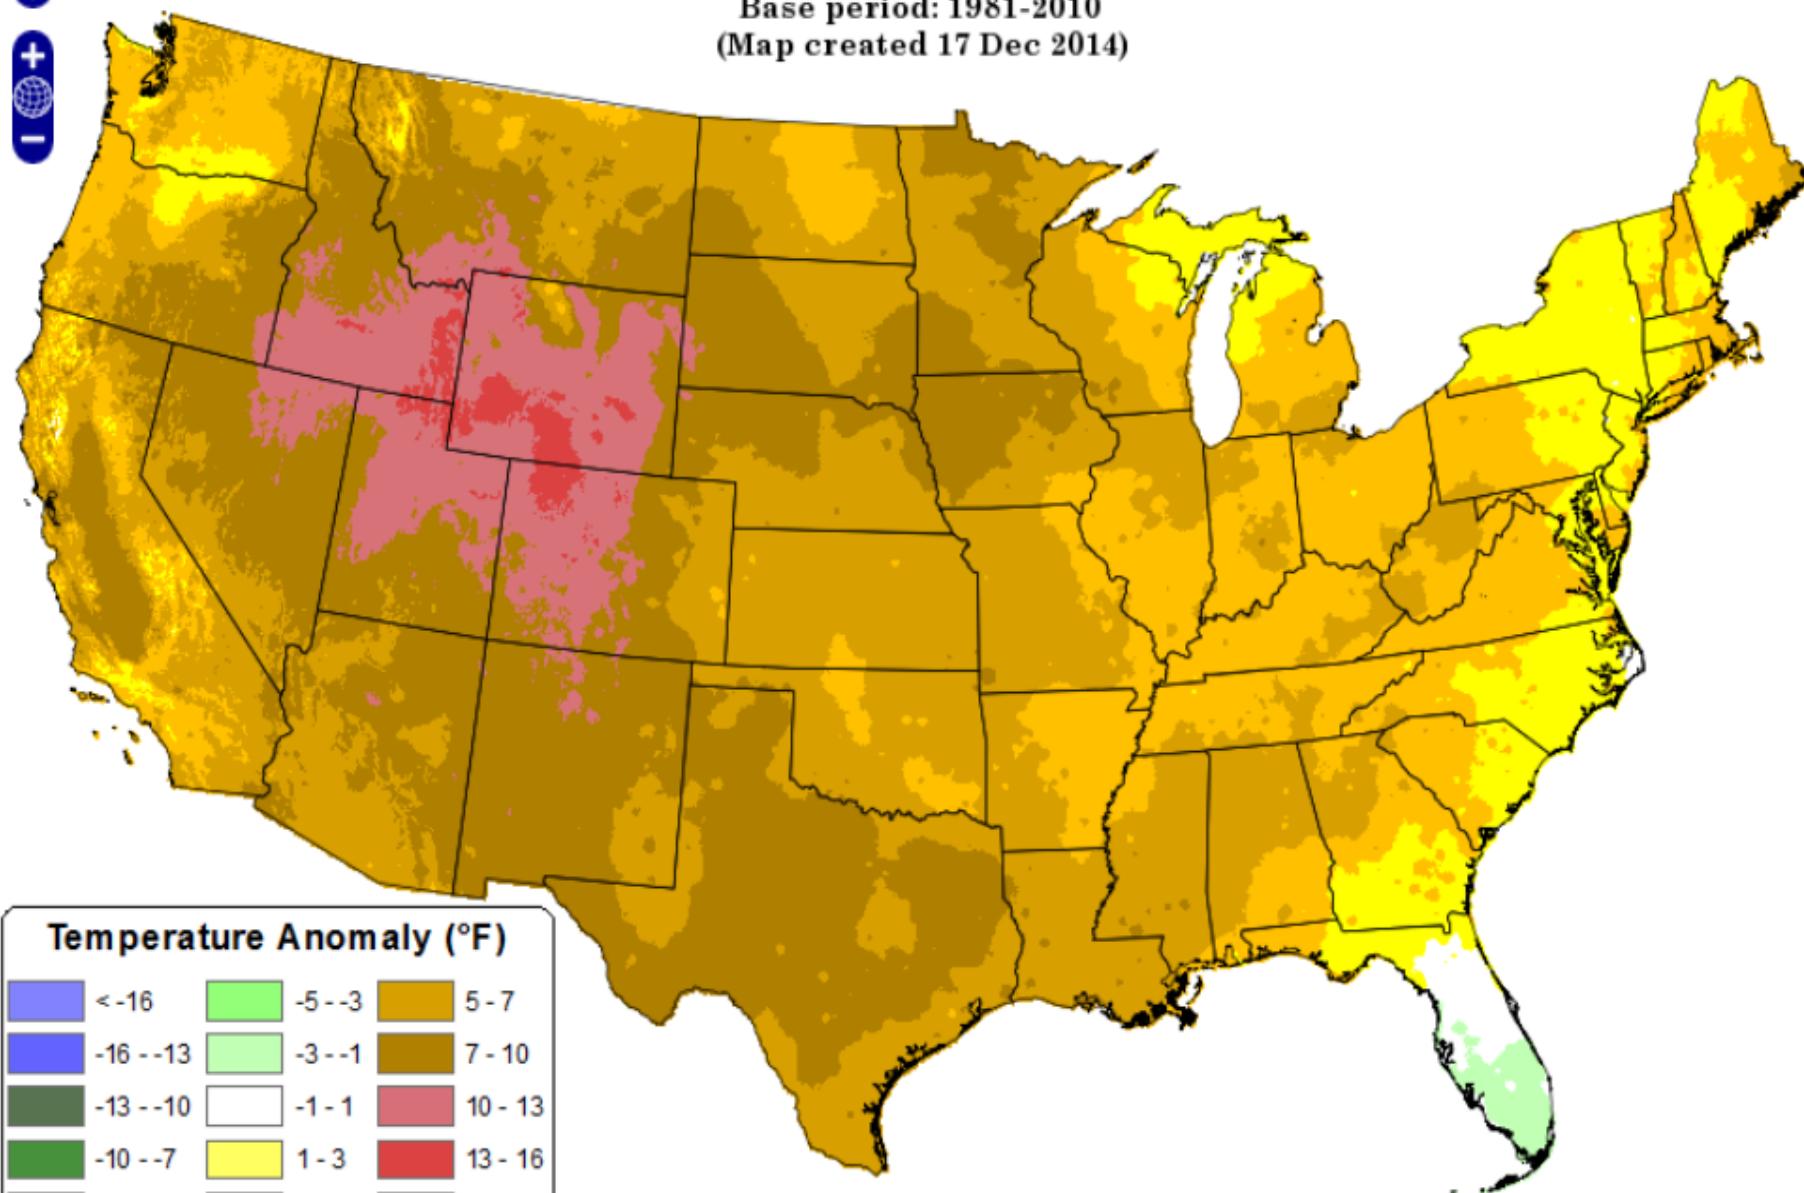 Base period: 1981-2010
(Map created 17 Dec 2014)
+
−
Temperature Anomaly (°F)
< -16
-5 - -3
5 - 7
-16 - -13
-3 - -1
7 - 10
-13 - -10
-1 - 1
10 - 13
-10 - -7
1 - 3
13 - 16